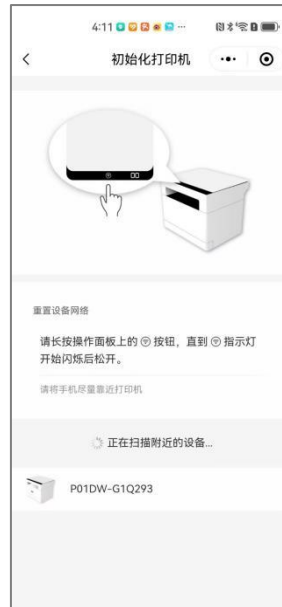 4:11
初始化打印机
重置设备网络
请长按操作面板上的 按钮，直到 指示灯
开始闪烁后松开。
请将手机尽量靠近打印机
正在扫描附近的设备...
P01DW-G1Q293